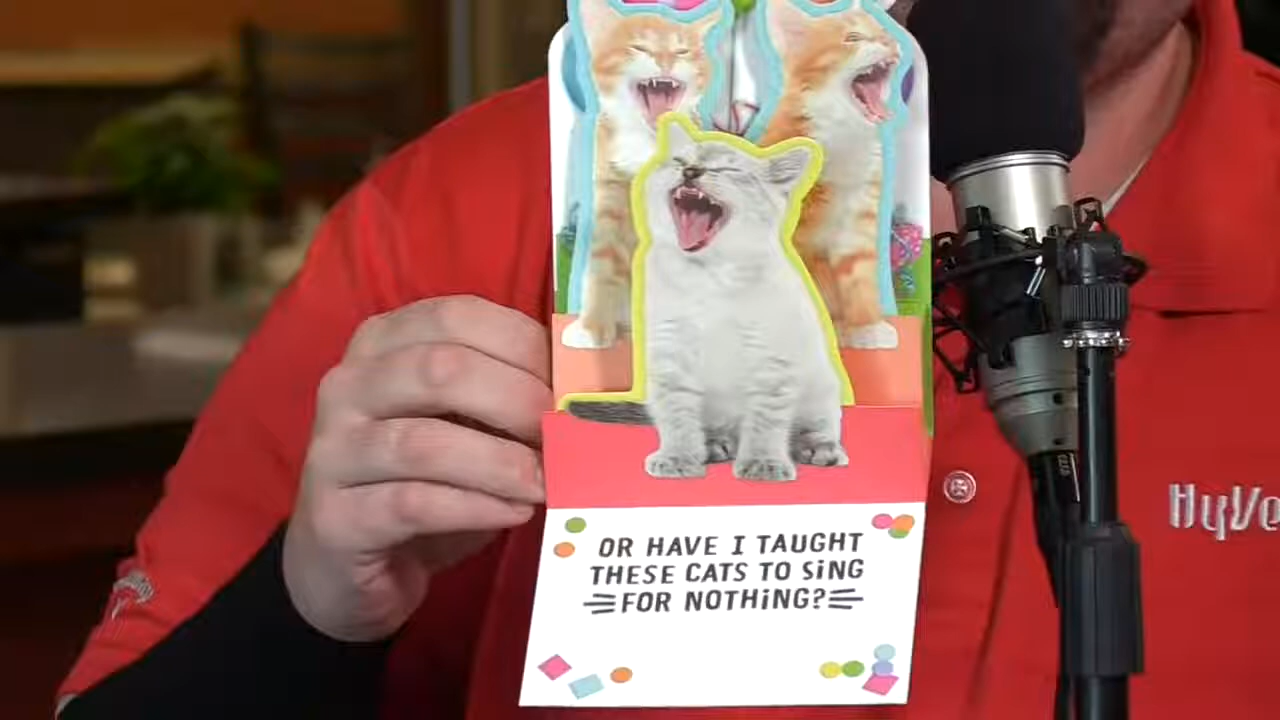 OR HAVE I TAUGHT
THESE CATS TO SiNG
FOR NOTHiNG?
HyVe